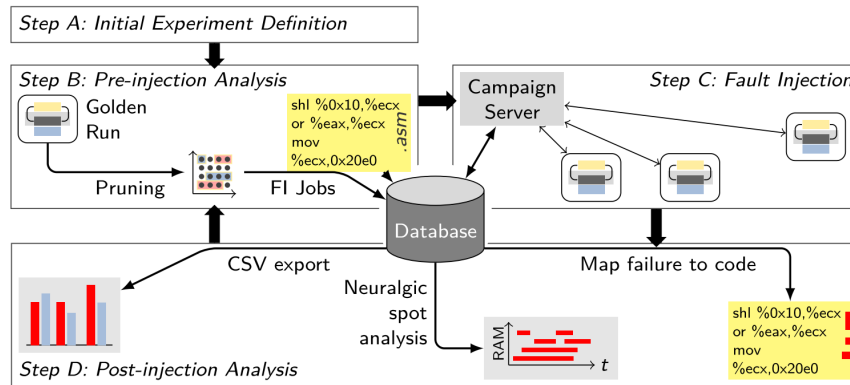 Step A: Initial Experiment Definition
Step B: Pre-injection Analysis
Golden
Run
Pruning
FI Jobs
shl %0x10,%ecx
or %eax,%ecx
mov
%ecx,0x20e0
.asm
Step C: Fault Injection
Campaign
Server
Database
CSV export
Neuralgic
spot
analysis
Map failure to code
RAM
t
shl %0x10,%ecx
or %eax,%ecx
mov
%ecx,0x20e0
Step D: Post-injection Analysis